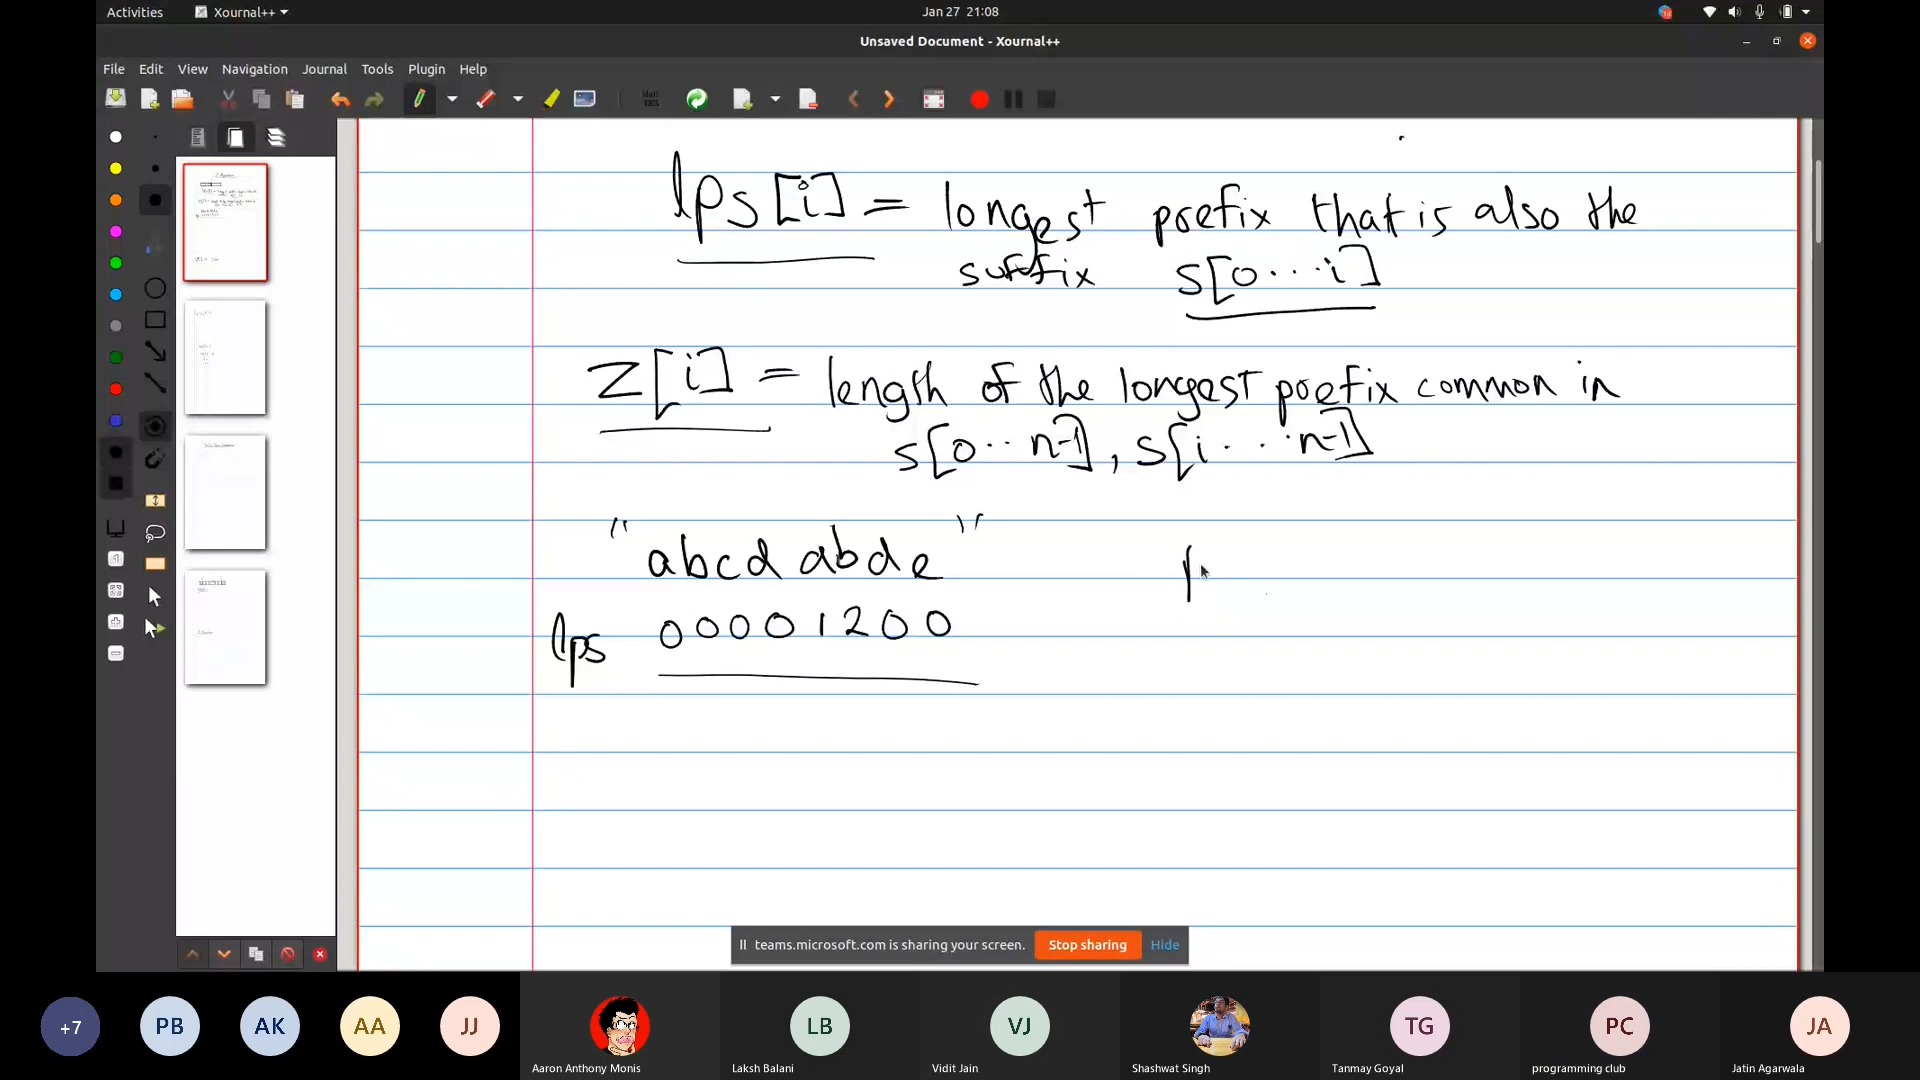 Activities Xournal++ Jan 27 21:08
Unsaved Document - Xournal++
File Edit View Navigation Journal Tools Plugin Help
lps[i] = longest prefix that is also the
suffix s[0...i]
z[i] = length of the longest prefix common in
s[0..n-1], s[i...n-1]
"abcdabde"
lps 00001200
teams.microsoft.com is sharing your screen. Stop sharing Hide
+7 PB AK AA JJ LB VJ TG PC JA
Aaron Anthony Monis Laksh Balani Vidit Jain Shashwat Singh Tanmay Goyal programming club Jatin Agarwala